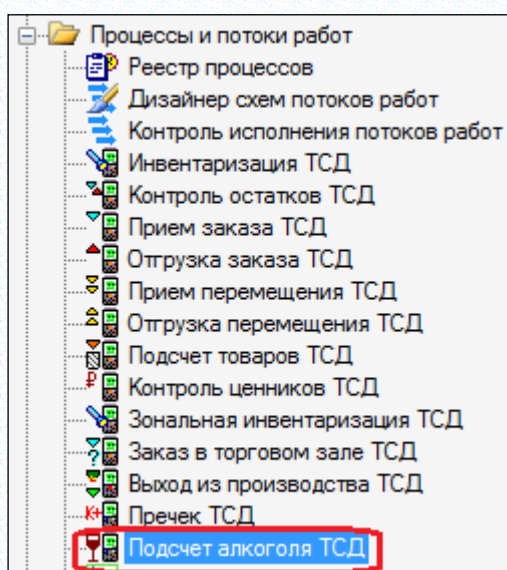 Процессы и потоки работ
Реестр процессов
Дизайнер схем потоков работ
Контроль исполнения потоков работ
Инвентаризация ТСД
Контроль остатков ТСД
Прием заказа ТСД
Отгрузка заказа ТСД
Прием перемещения ТСД
Отгрузка перемещения ТСД
Подсчет товаров ТСД
Контроль ценников ТСД
Зональная инвентаризация ТСД
Заказ в торговом зале ТСД
Выход из производства ТСД
Пречек ТСД
Подсчет алкоголя ТСД